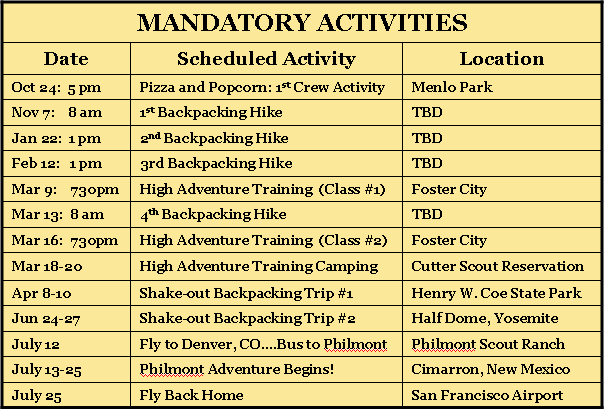 MANDATORY ACTIVITIES
Date Scheduled Activity Location
Oct 24: 5 pm Pizza and Popcorn: 1st Crew Activity Menlo Park
Nov 7: 8 am 1st Backpacking Hike TBD
Jan 22: 1 pm 2nd Backpacking Hike TBD
Feb 12: 1 pm 3rd Backpacking Hike TBD
Mar 9: 730pm High Adventure Training (Class #1) Foster City
Mar 13: 8 am 4th Backpacking Hike TBD
Mar 16: 730pm High Adventure Training (Class #2) Foster City
Mar 18-20 High Adventure Training Camping Cutter Scout Reservation
Apr 8-10 Shake-out Backpacking Trip #1 Henry W. Coe State Park
Jun 24-27 Shake-out Backpacking Trip #2 Half Dome, Yosemite
July 12 Fly to Denver, CO....Bus to Philmont Philmont Scout Ranch
July 13-25 Philmont Adventure Begins! Cimarron, New Mexico
July 25 Fly Back Home San Francisco Airport